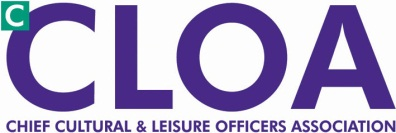 C
CLOA
CHIEF CULTURAL & LEISURE OFFICERS ASSOCIATION